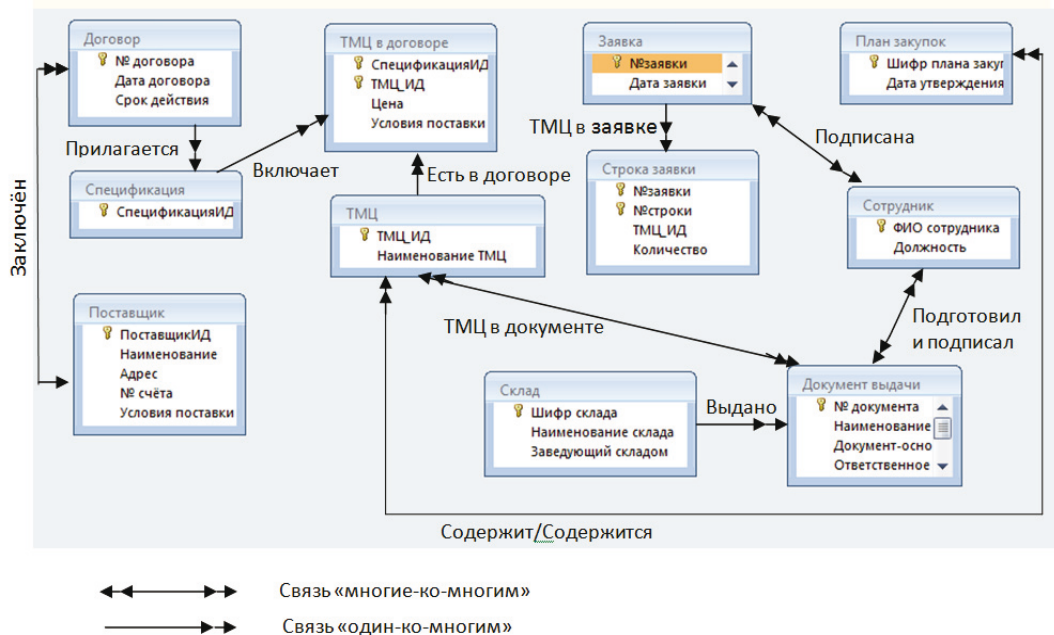 Договор
№ договора
Дата договора
Срок действия
ТМЦ в договоре
СпецификацияИД
ТМЦ_ИД
Цена
Условия поставки
Заявка
№заявки
Дата заявки
План закупок
Шифр плана закуп
Дата утверждения
Прилагается
Включает
Есть в договоре
ТМЦ в заявке
Подписана
Заключён
Спецификация
СпецификацияИД
ТМЦ
ТМЦ_ИД
Наименование ТМЦ
Строка заявки
№заявки
№строки
ТМЦ_ИД
Количество
Сотрудник
ФИО сотрудника
Должность
Поставщик
ПоставщикИД
Наименование
Адрес
№ счёта
Условия поставки
ТМЦ в документе
Подготовил
и подписал
Склад
Шифр склада
Наименование склада
Заведующий складом
Выдано
Документ выдачи
№ документа
Наименование
Документ-осно
Ответственное
Содержит/Содержится
Связь «многие-ко-многим»
Связь «один-ко-многим»